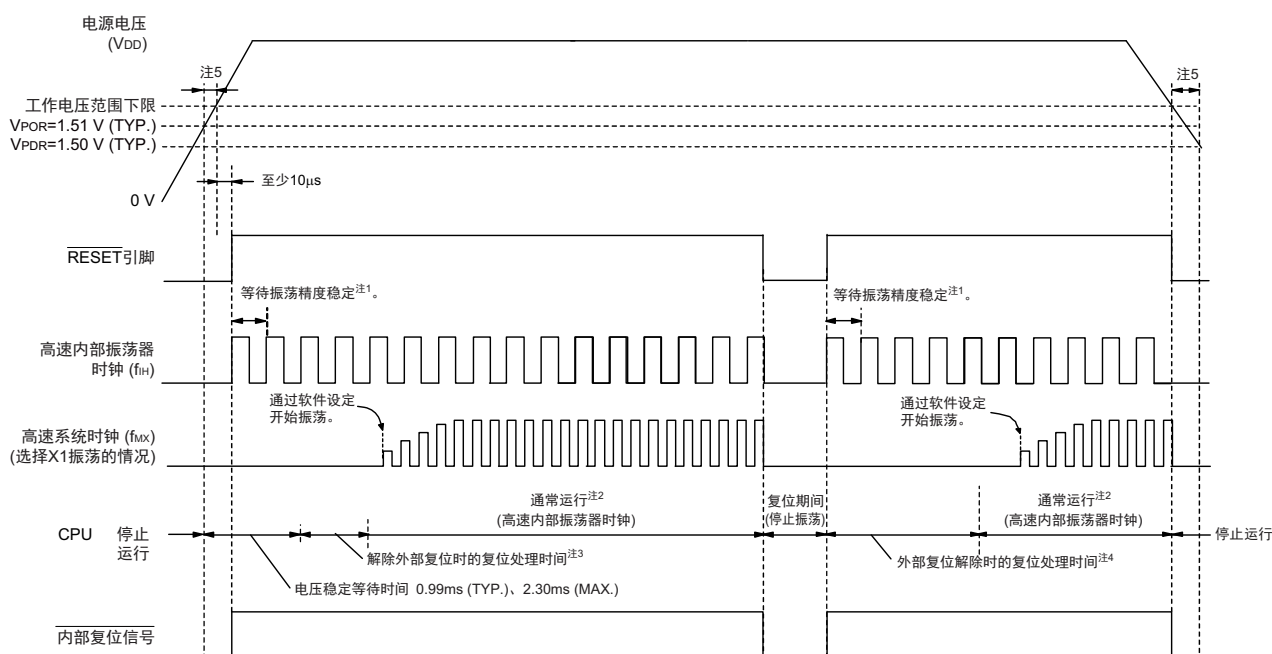 电源电压
(VDD)
注5
注5
工作电压范围下限
VPOR=1.51 V (TYP.)
VPDR=1.50 V (TYP.)
至少10μs
0 V
RESET引脚
等待振荡精度稳定注1。
等待振荡精度稳定注1。
高速内部振荡器
时钟 (fIH)
通过软件设定
开始振荡。
通过软件设定
开始振荡。
高速系统时钟 (fMX)
(选择X1振荡的情况)
通常运行注2
(高速内部振荡器时钟)
复位期间
(停止振荡)
通常运行注2
(高速内部振荡器时钟)
CPU
停止
运行
停止运行
解除外部复位时的复位处理时间注3
外部复位解除时的复位处理时间注4
电压稳定等待时间 0.99ms (TYP.)、2.30ms (MAX.)
内部复位信号